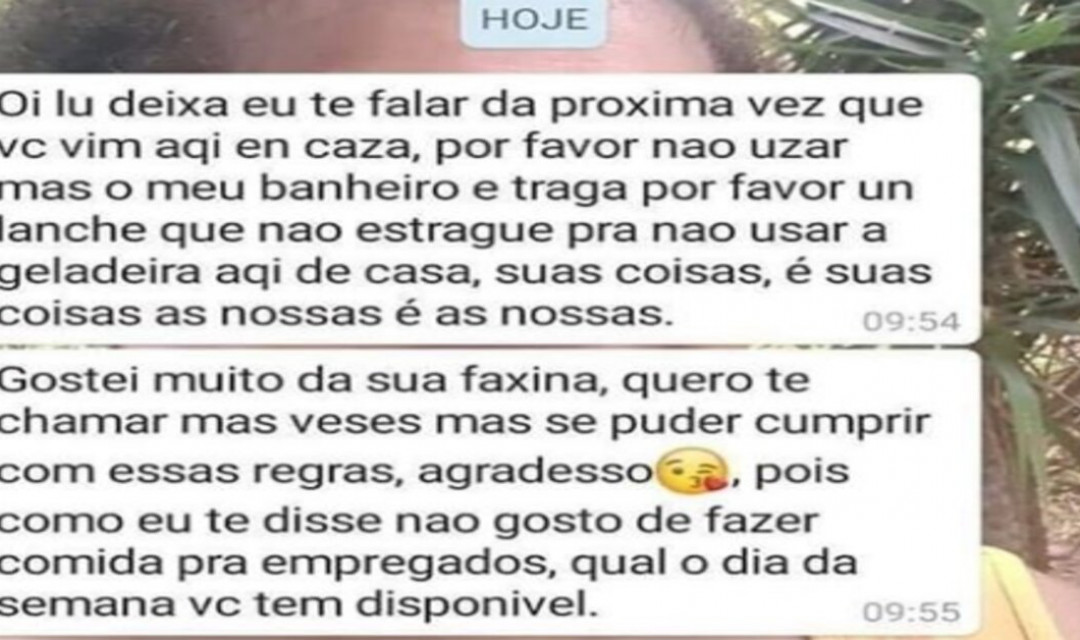 HOJE
Oi lu deixa eu te falar da proxima vez que
vc vim aqi en caza, por favor nao uzar
mas o meu banheiro e traga por favor un
lanche que nao estrague pra nao usar a
geladeira aqi de casa, suas coisas, é suas
coisas as nossas é as nossas.
09:54
Gostei muito da sua faxina, quero te
chamar mas veses mas se puder cumprir
com essas regras, agradesso😘, pois
como eu te disse nao gosto de fazer
comida pra empregados, qual o dia da
semana vc tem disponivel.
09:55